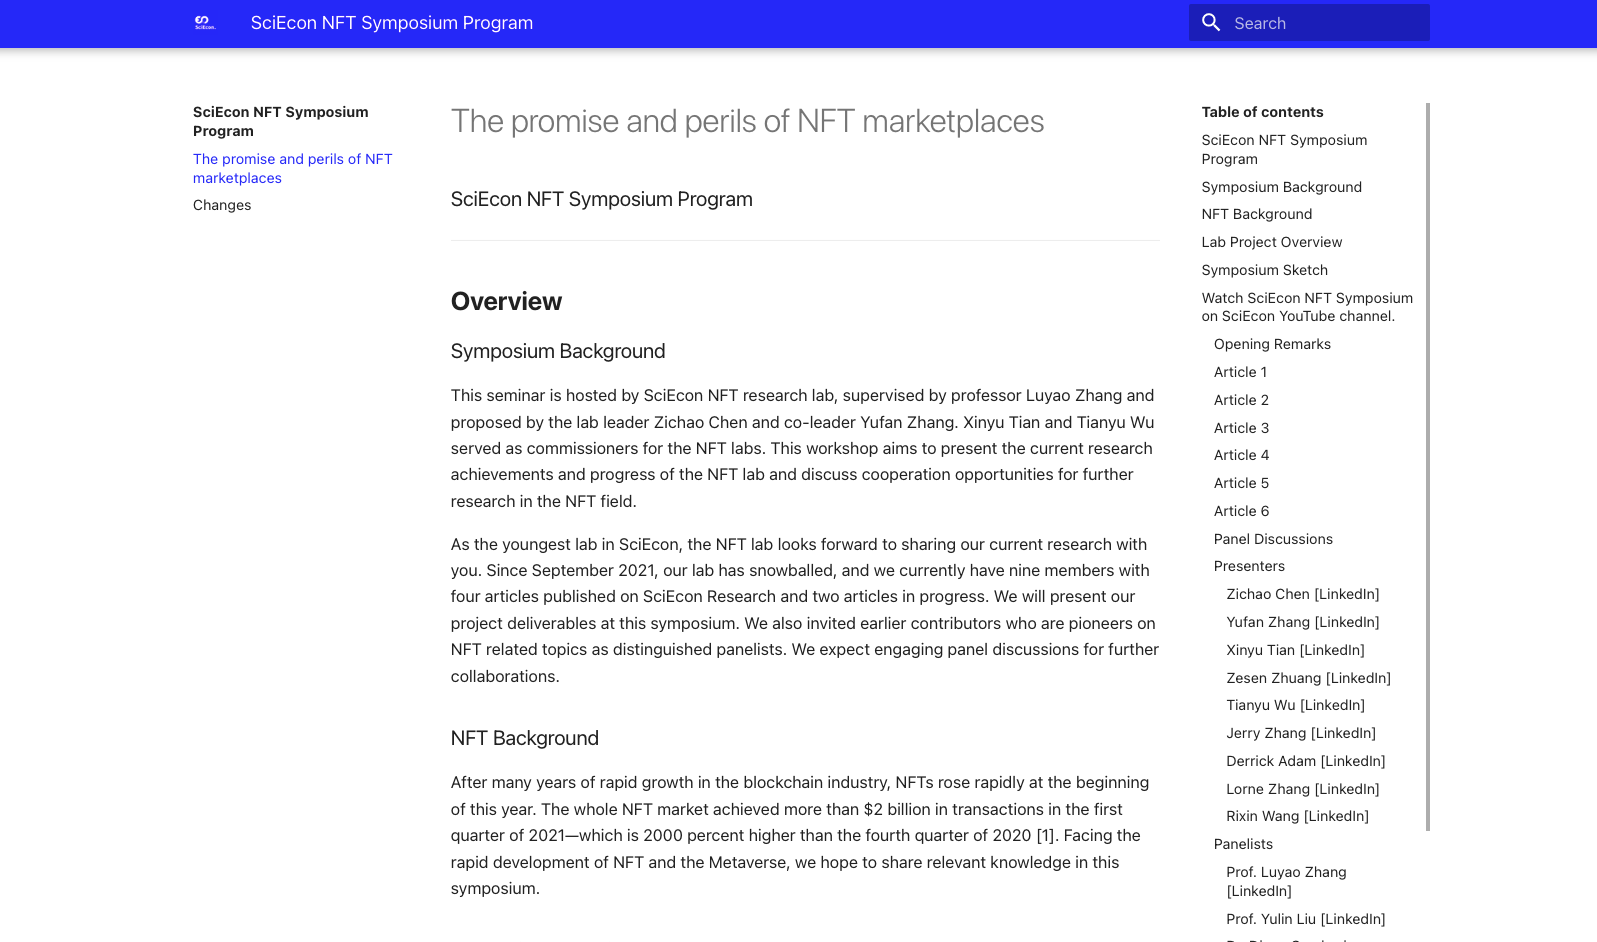 SciEcon.
SciEcon NFT Symposium Program
Search
SciEcon NFT Symposium
Program
The promise and perils of NFT
marketplaces
Changes
The promise and perils of NFT marketplaces
SciEcon NFT Symposium Program
Overview
Symposium Background
This seminar is hosted by SciEcon NFT research lab, supervised by professor Luyao Zhang and
proposed by the lab leader Zichao Chen and co-leader Yufan Zhang. Xinyu Tian and Tianyu Wu
served as commissioners for the NFT labs. This workshop aims to present the current research
achievements and progress of the NFT lab and discuss cooperation opportunities for further
research in the NFT field.
As the youngest lab in SciEcon, the NFT lab looks forward to sharing our current research with
you. Since September 2021, our lab has snowballed, and we currently have nine members with
four articles published on SciEcon Research and two articles in progress. We will present our
project deliverables at this symposium. We also invited earlier contributors who are pioneers on
NFT related topics as distinguished panelists. We expect engaging panel discussions for further
collaborations.
NFT Background
After many years of rapid growth in the blockchain industry, NFTs rose rapidly at the beginning
of this year. The whole NFT market achieved more than $2 billion in transactions in the first
quarter of 2021—which is 2000 percent higher than the fourth quarter of 2020 [1]. Facing the
rapid development of NFT and the Metaverse, we hope to share relevant knowledge in this
symposium.
Table of contents
SciEcon NFT Symposium
Program
Symposium Background
NFT Background
Lab Project Overview
Symposium Sketch
Watch SciEcon NFT Symposium
on SciEcon YouTube channel.
Opening Remarks
Article 1
Article 2
Article 3
Article 4
Article 5
Article 6
Panel Discussions
Presenters
Zichao Chen [LinkedIn]
Yufan Zhang [LinkedIn]
Xinyu Tian [LinkedIn]
Zesen Zhuang [LinkedIn]
Tianyu Wu [LinkedIn]
Jerry Zhang [LinkedIn]
Derrick Adam [LinkedIn]
Lorne Zhang [LinkedIn]
Rixin Wang [LinkedIn]
Panelists
Prof. Luyao Zhang
[LinkedIn]
Prof. Yulin Liu [LinkedIn]